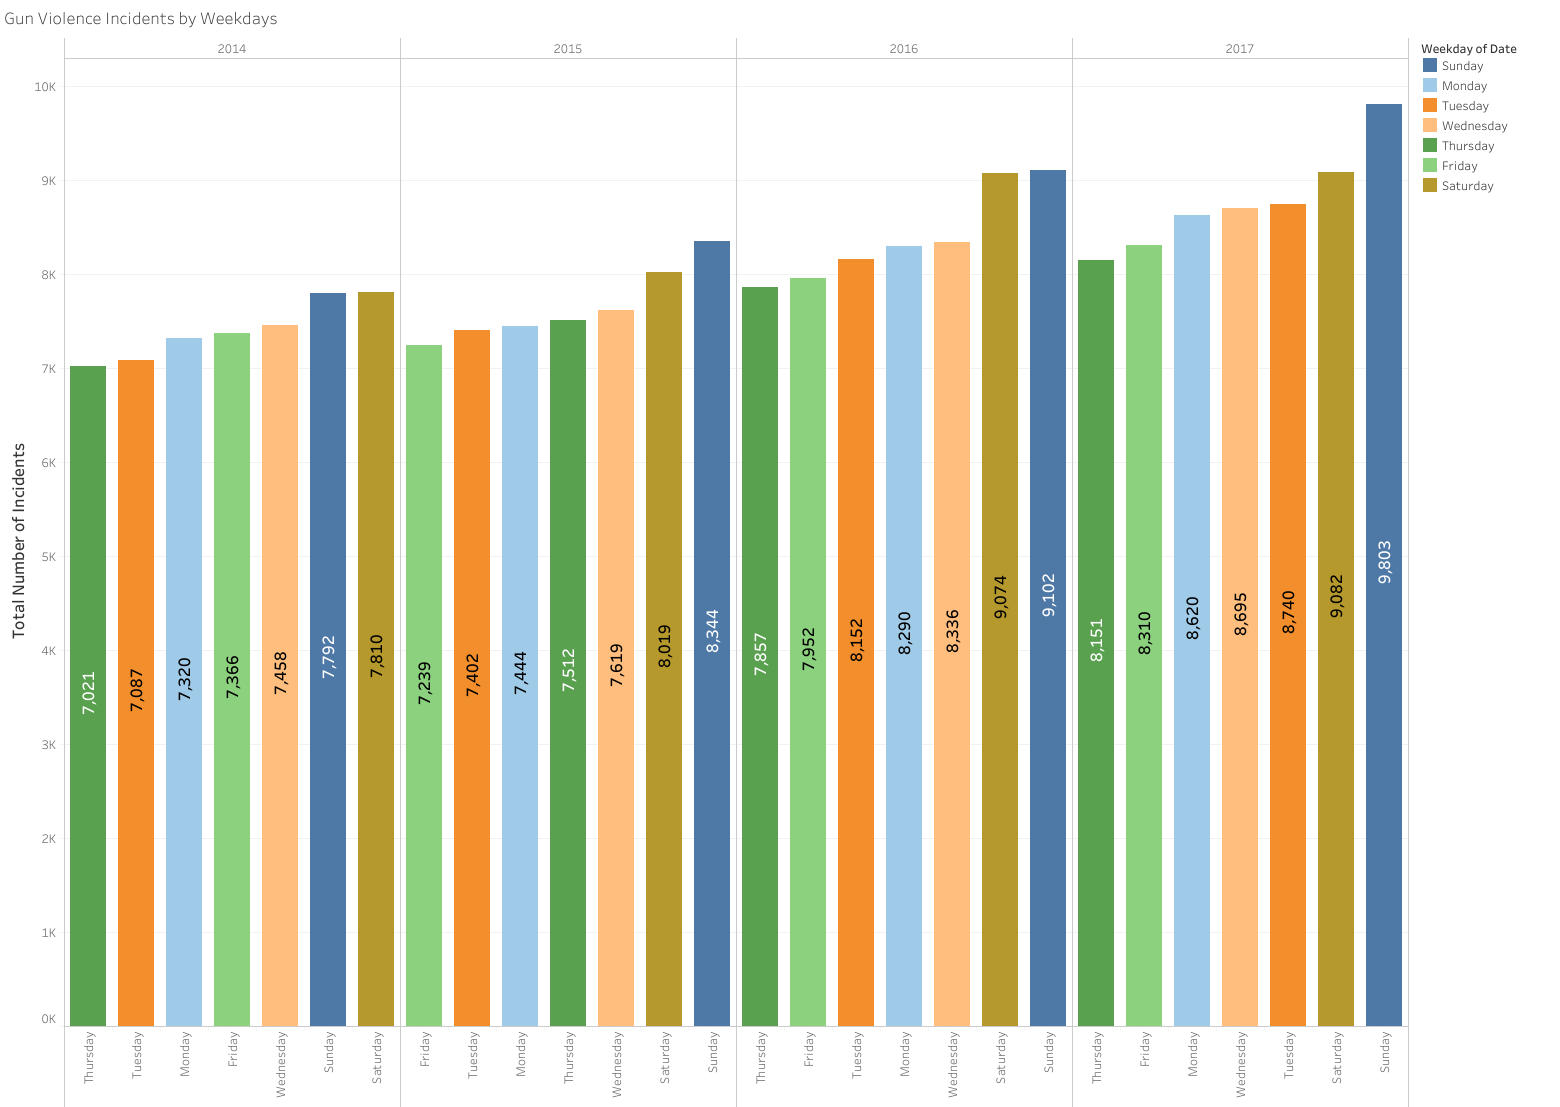 Gun Violence Incidents by Weekdays
2014
2015
2016
2017
Weekday of Date
Sunday
Monday
Tuesday
Wednesday
Thursday
Friday
Saturday
Total Number of Incidents
10K
9K
8K
7K
6K
5K
4K
3K
2K
1K
0K
7,021
7,087
7,320
7,366
7,458
7,792
7,810
7,239
7,402
7,444
7,512
7,619
8,019
8,344
7,857
7,952
8,152
8,290
8,336
9,074
9,102
8,151
8,310
8,620
8,695
8,740
9,082
9,803
Thursday
Tuesday
Monday
Friday
Wednesday
Sunday
Saturday
Friday
Tuesday
Monday
Thursday
Wednesday
Saturday
Sunday
Thursday
Friday
Tuesday
Monday
Wednesday
Saturday
Sunday
Thursday
Friday
Monday
Wednesday
Tuesday
Saturday
Sunday